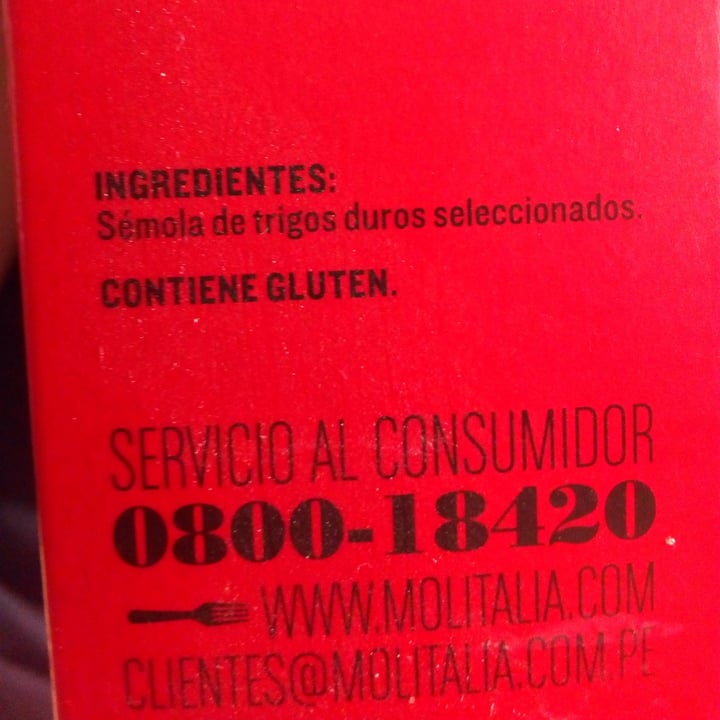 INGREDIENTES:
Sémola de trigos duros seleccionados.
CONTIENE GLUTEN.
SERVICIO AL CONSUMIDOR
0800-18420
WWW.MOLITALIA.COM
CLIENTES@MOLITALIA.COM.PE